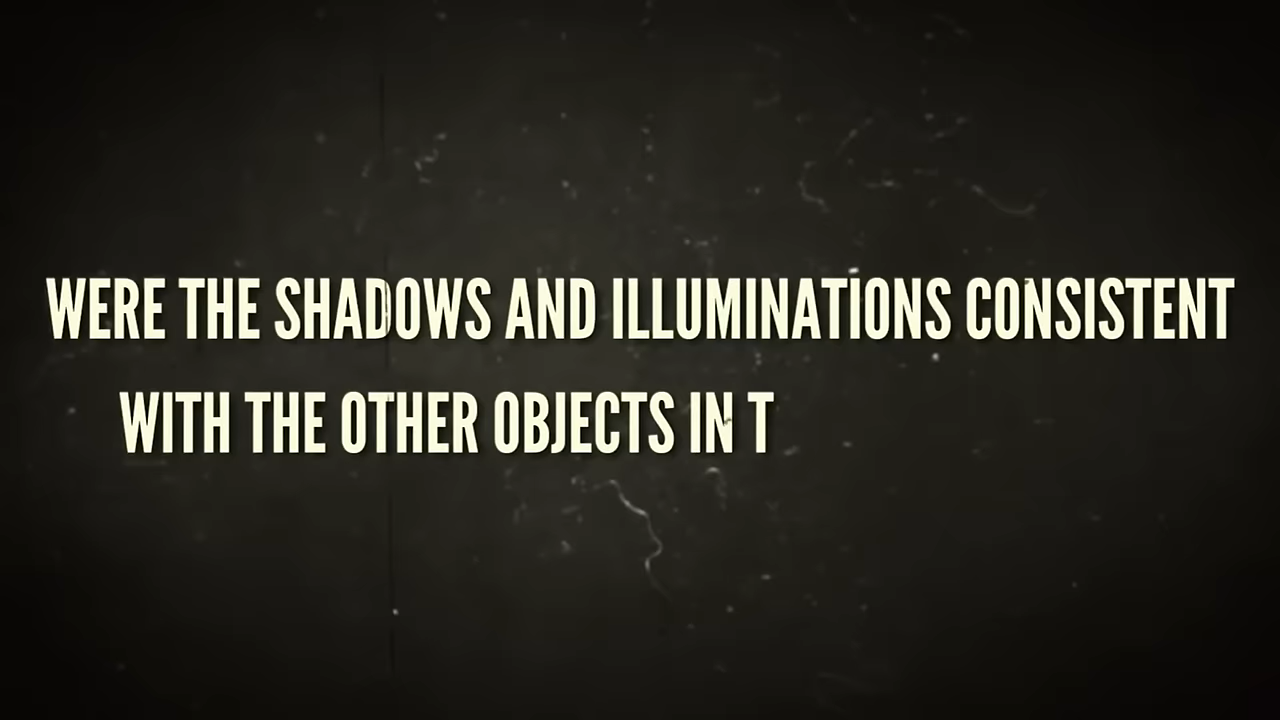 WERE THE SHADOWS AND ILLUMINATIONS CONSISTENT
WITH THE OTHER OBJECTS IN T